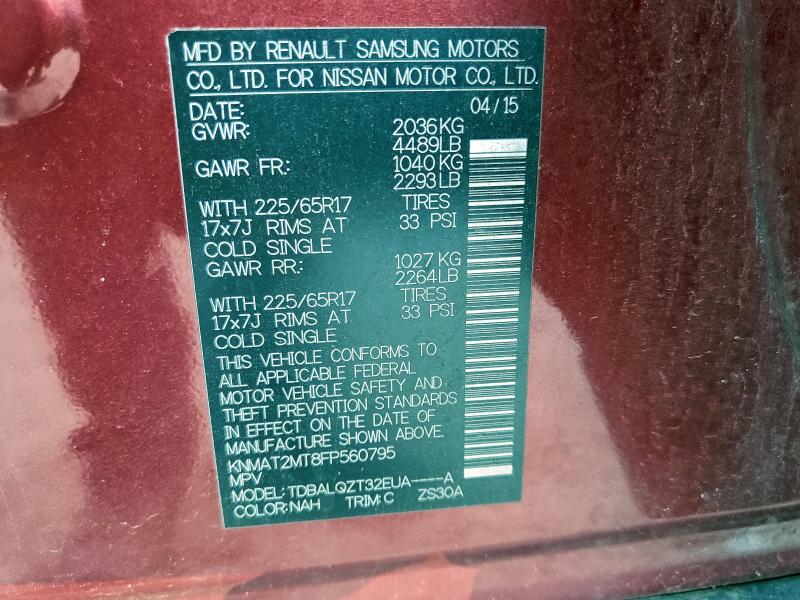 MFD BY RENAULT SAMSUNG MOTORS
CO., LTD. FOR NISSAN MOTOR CO., LTD.
DATE: 04/15
GVWR: 2036KG
4489LB
GAWR FR: 1040KG
2293LB
WITH 225/65R17 TIRES
17x7J RIMS AT 33 PSI
COLD SINGLE
GAWR RR: 1027KG
2264LB
WITH 225/65R17 TIRES
17x7J RIMS AT 33 PSI
COLD SINGLE
THIS VEHICLE CONFORMS TO
ALL APPLICABLE FEDERAL
MOTOR VEHICLE SAFETY AND
THEFT PREVENTION STANDARDS
IN EFFECT ON THE DATE OF
MANUFACTURE SHOWN ABOVE.
KNMAT2MT8FP560795
MPV
MODEL: TDBALQZT32EUA----A
COLOR: NAH TRIM: C ZS30A